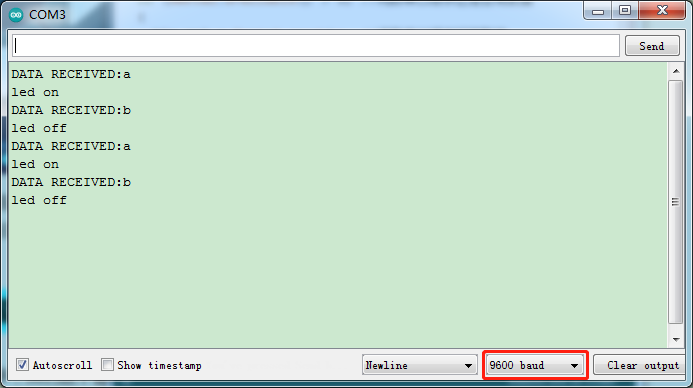 COM3
Send
DATA RECEIVED:a
led on
DATA RECEIVED:b
led off
DATA RECEIVED:a
led on
DATA RECEIVED:b
led off
Autoscroll Show timestamp Newline 9600 baud Clear output